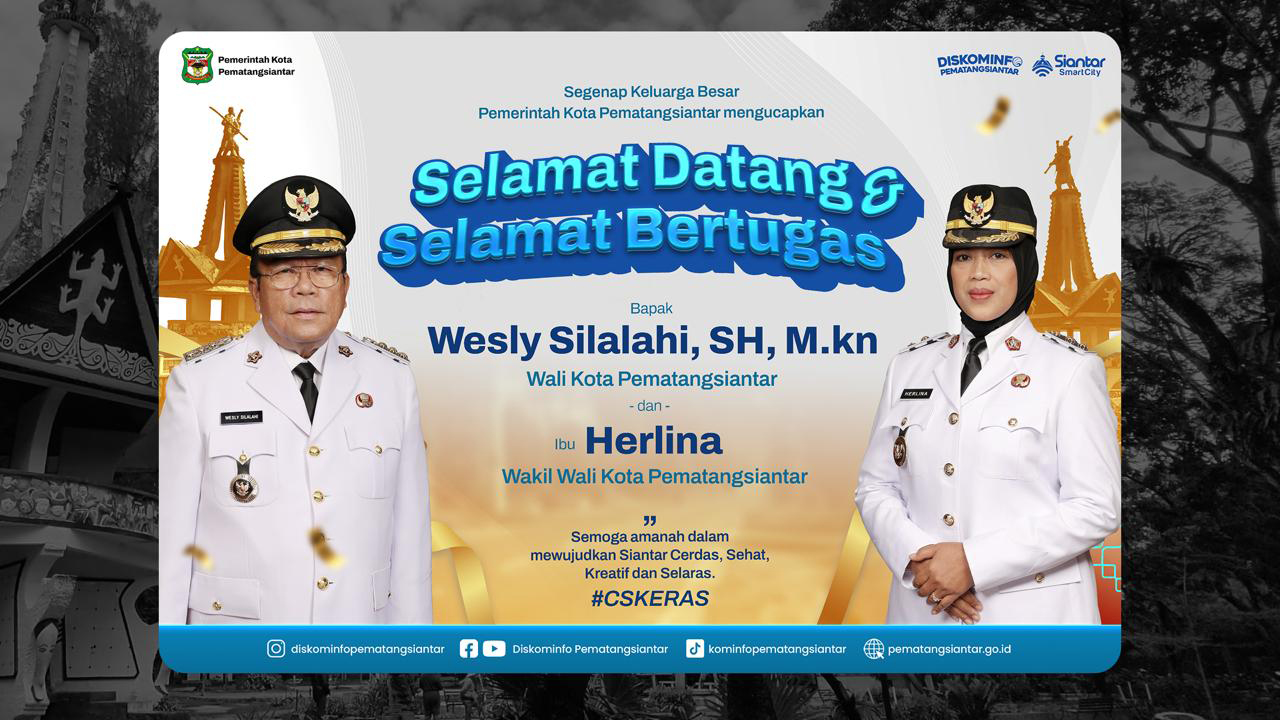 Pemerintah Kota
Pematangsiantar
DISKOMINFO
PEMATANGSIANTAR
Siantar
SmartCity
Segenap Keluarga Besar
Pemerintah Kota Pematangsiantar mengucapkan
Selamat Datang &
Selamat Bertugas
Bapak
Wesly Silalahi, SH, M.kn
Wali Kota Pematangsiantar
- dan -
Ibu Herlina
Wakil Wali Kota Pematangsiantar
WESLY SILALAHI
HERLINA
”
Semoga amanah dalam
mewujudkan Siantar Cerdas, Sehat,
Kreatif dan Selaras.
#CSKERAS
diskominfopematangsiantar Diskominfo Pematangsiantar kominfopematangsiantar pematangsiantar.go.id